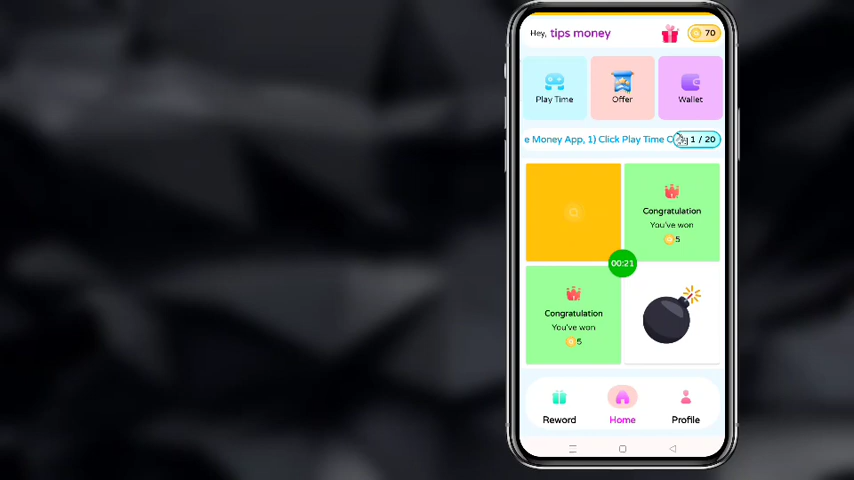 Hey, tips money
70
Play Time
Offer
Wallet
e Money App, 1) Click Play Time O
1 / 20
Congratulation
You've won
5
00:21
Congratulation
You've won
5
Reword
Home
Profile